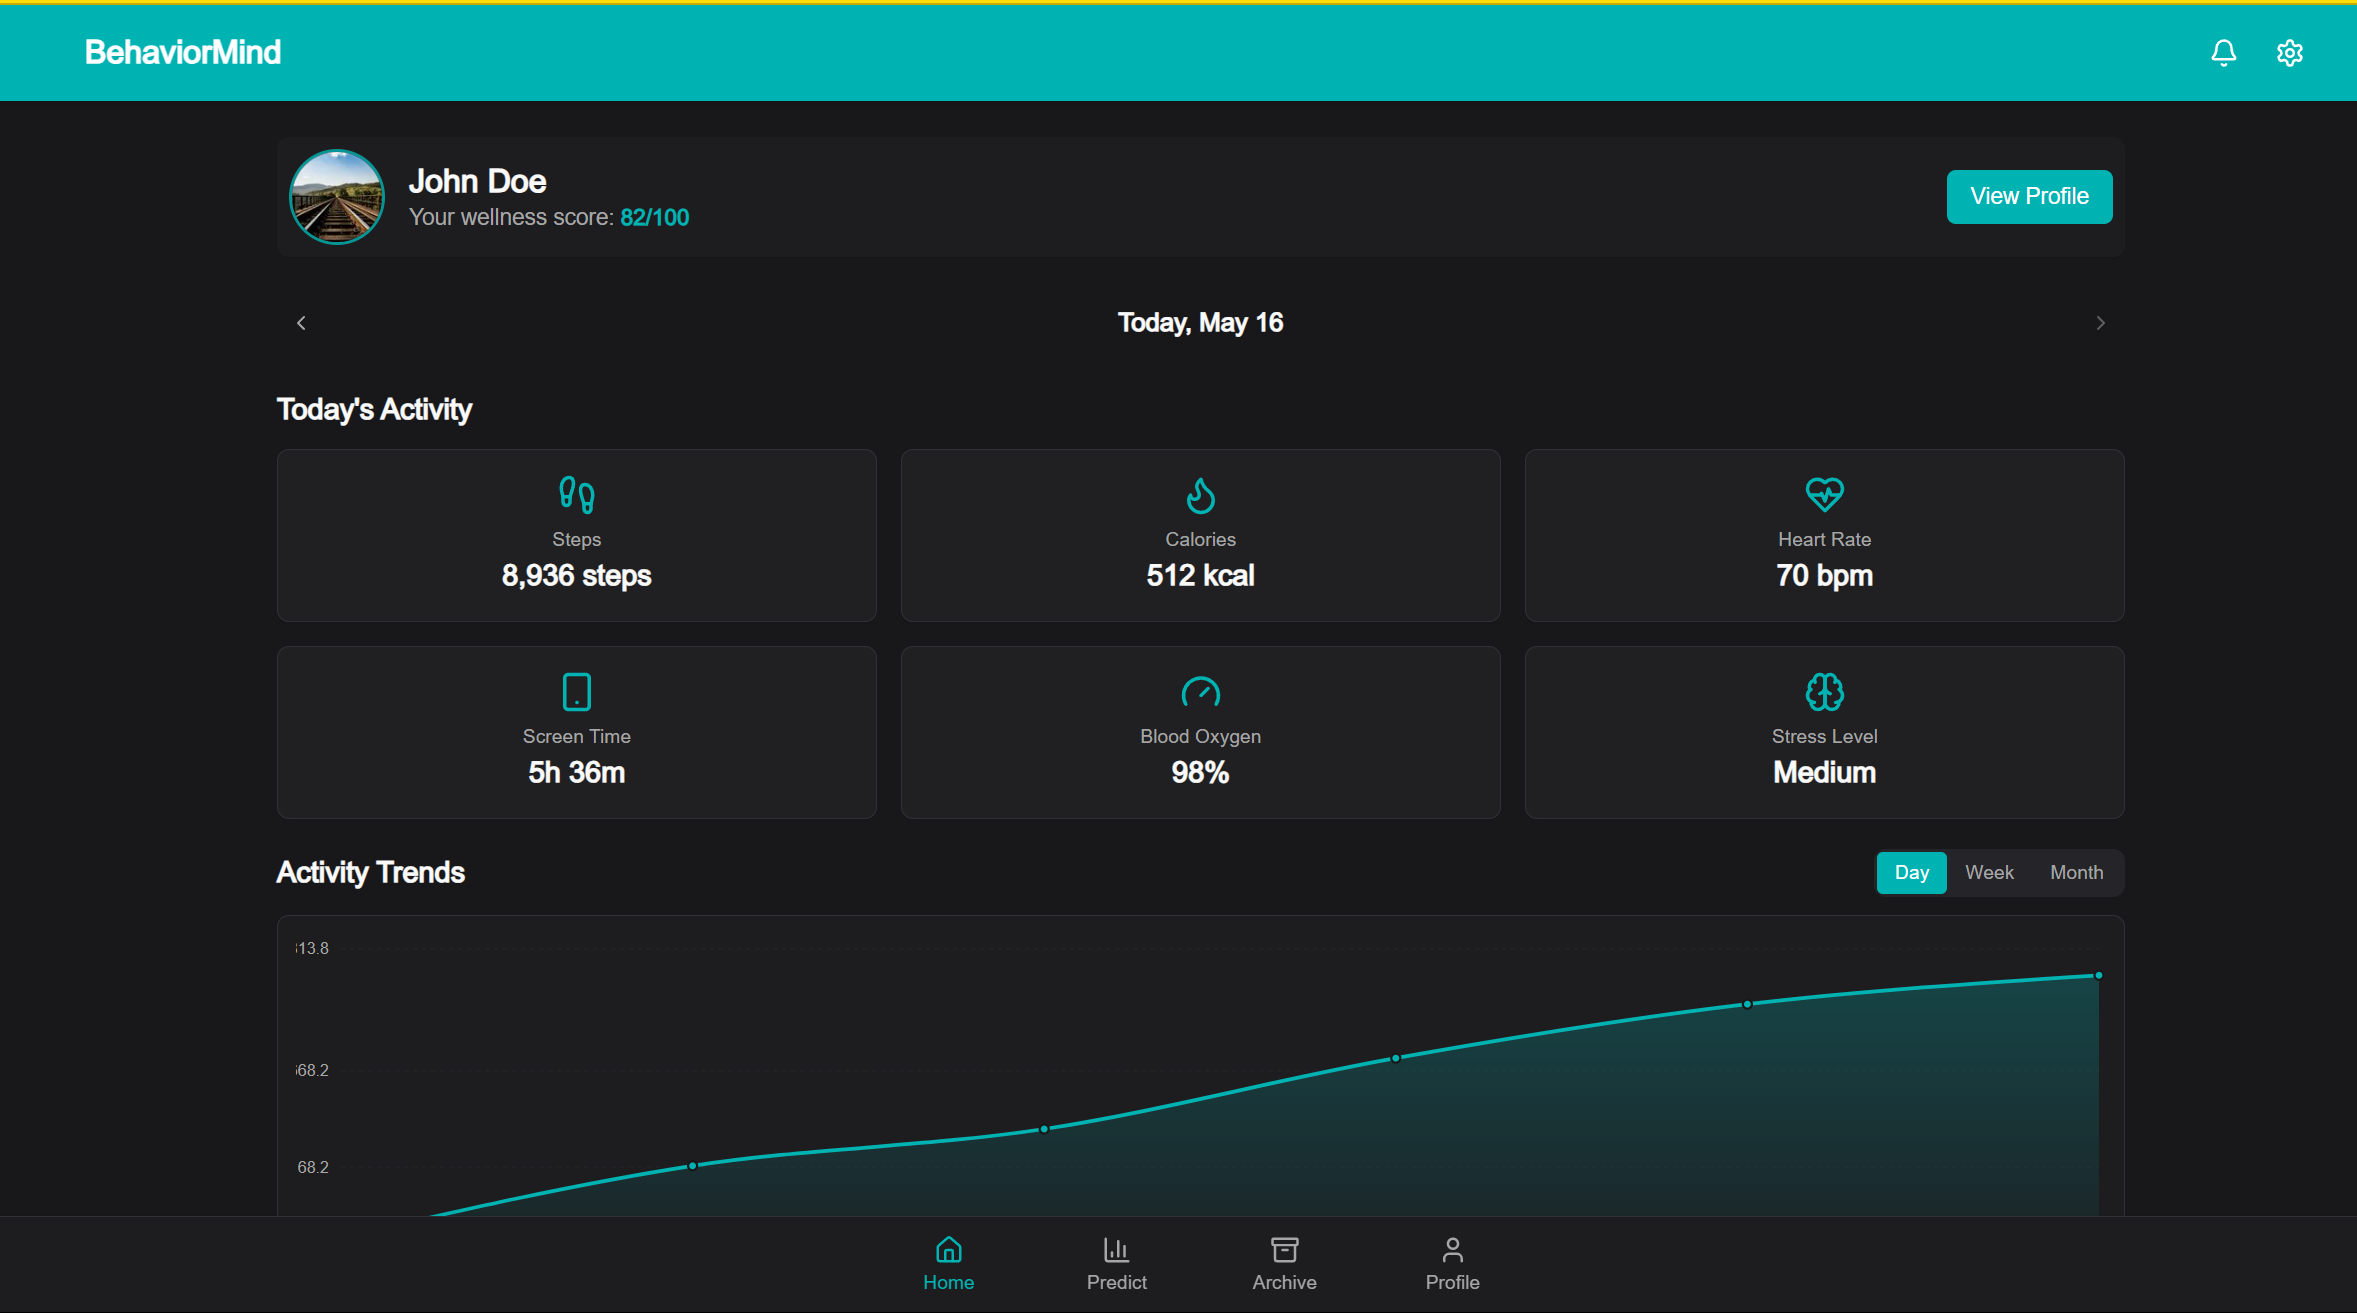 BehaviorMind
John Doe
Your wellness score: 82/100
View Profile
Today, May 16
Today's Activity
Steps
8,936 steps
Calories
512 kcal
Heart Rate
70 bpm
Screen Time
5h 36m
Blood Oxygen
98%
Stress Level
Medium
Activity Trends
Day Week Month
13.8
68.2
68.2
Home
Predict
Archive
Profile